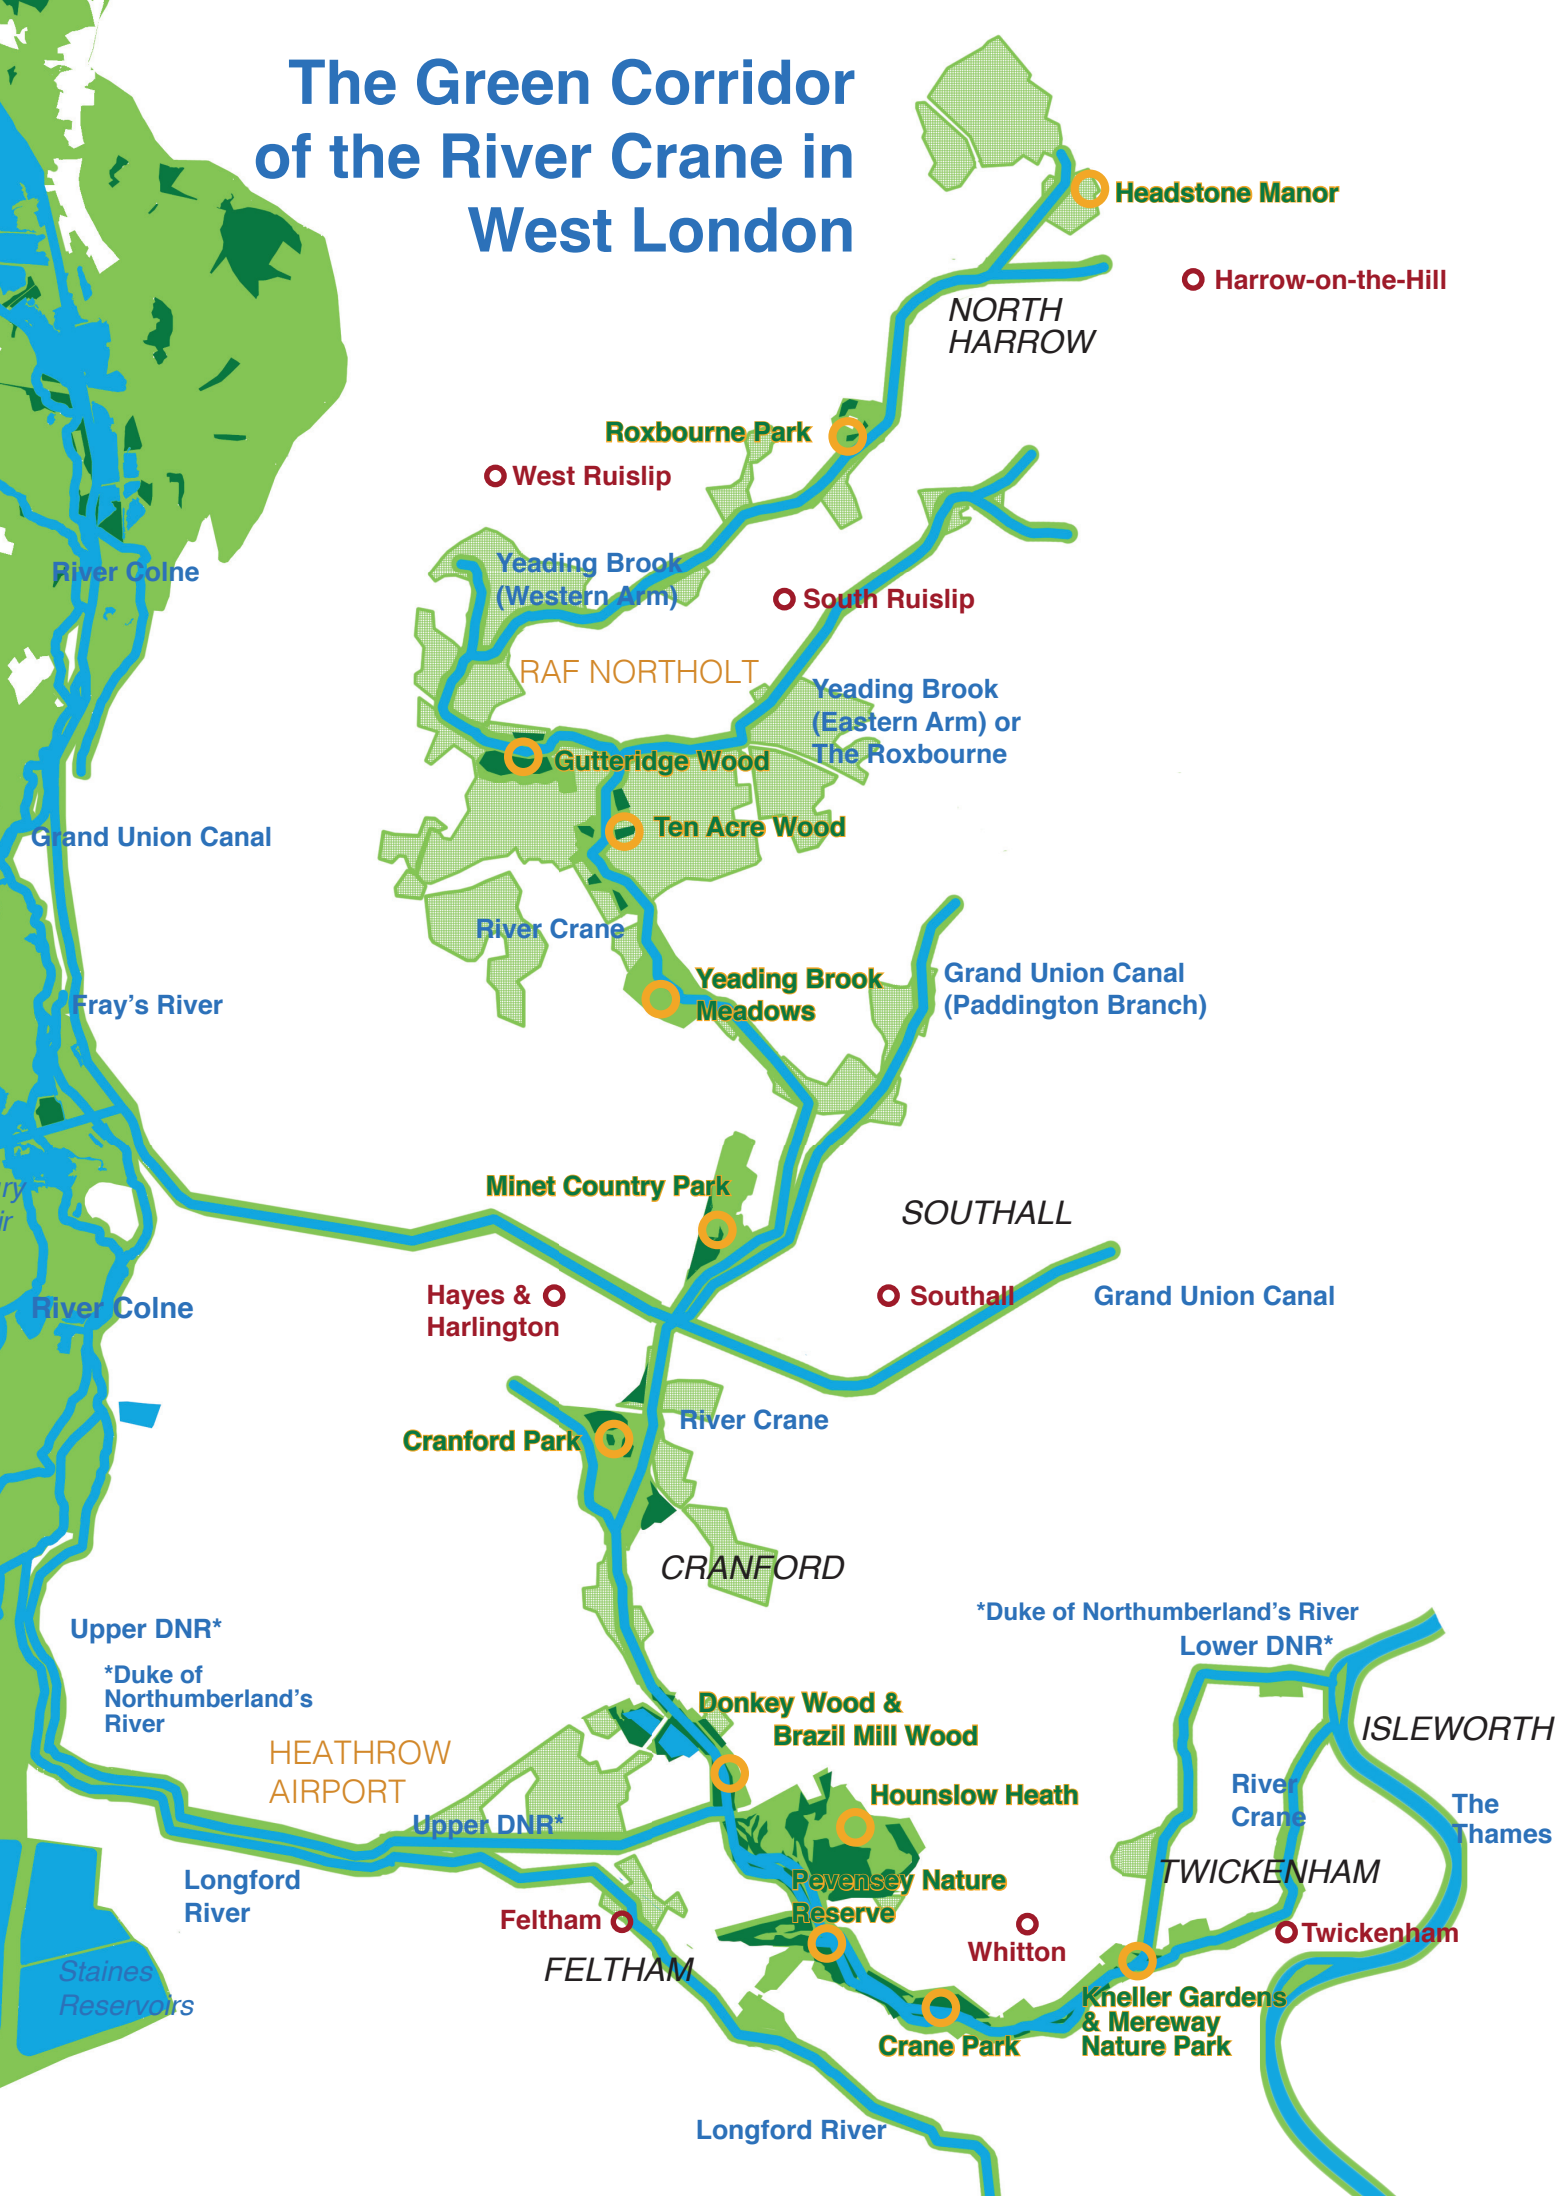 The Green Corridor
of the River Crane in
West London
Headstone Manor
Harrow-on-the-Hill
NORTH
HARROW
Roxbourne Park
West Ruislip
Yeading Brook
(Western Arm)
River Colne
South Ruislip
RAF NORTHOLT
Yeading Brook
(Eastern Arm) or
The Roxbourne
Gutteridge Wood
Ten Acre Wood
Grand Union Canal
River Crane
Yeading Brook
Meadows
Grand Union Canal
(Paddington Branch)
Fray's River
Minet Country Park
SOUTHALL
Hayes &
Harlington
Southall
Grand Union Canal
River Colne
River Crane
Cranford Park
CRANFORD
*Duke of Northumberland's River
Lower DNR*
Upper DNR*
*Duke of
Northumberland's
River
Donkey Wood &
Brazil Mill Wood
ISLEWORTH
HEATHROW
AIRPORT
Hounslow Heath
River
Crane
The
Thames
Upper DNR*
Longford
River
Pevensey Nature
Reserve
TWICKENHAM
Feltham
Whitton
Twickenham
FELTHAM
Staines
Reservoirs
Kneller Gardens
& Mereway
Nature Park
Crane Park
Longford River